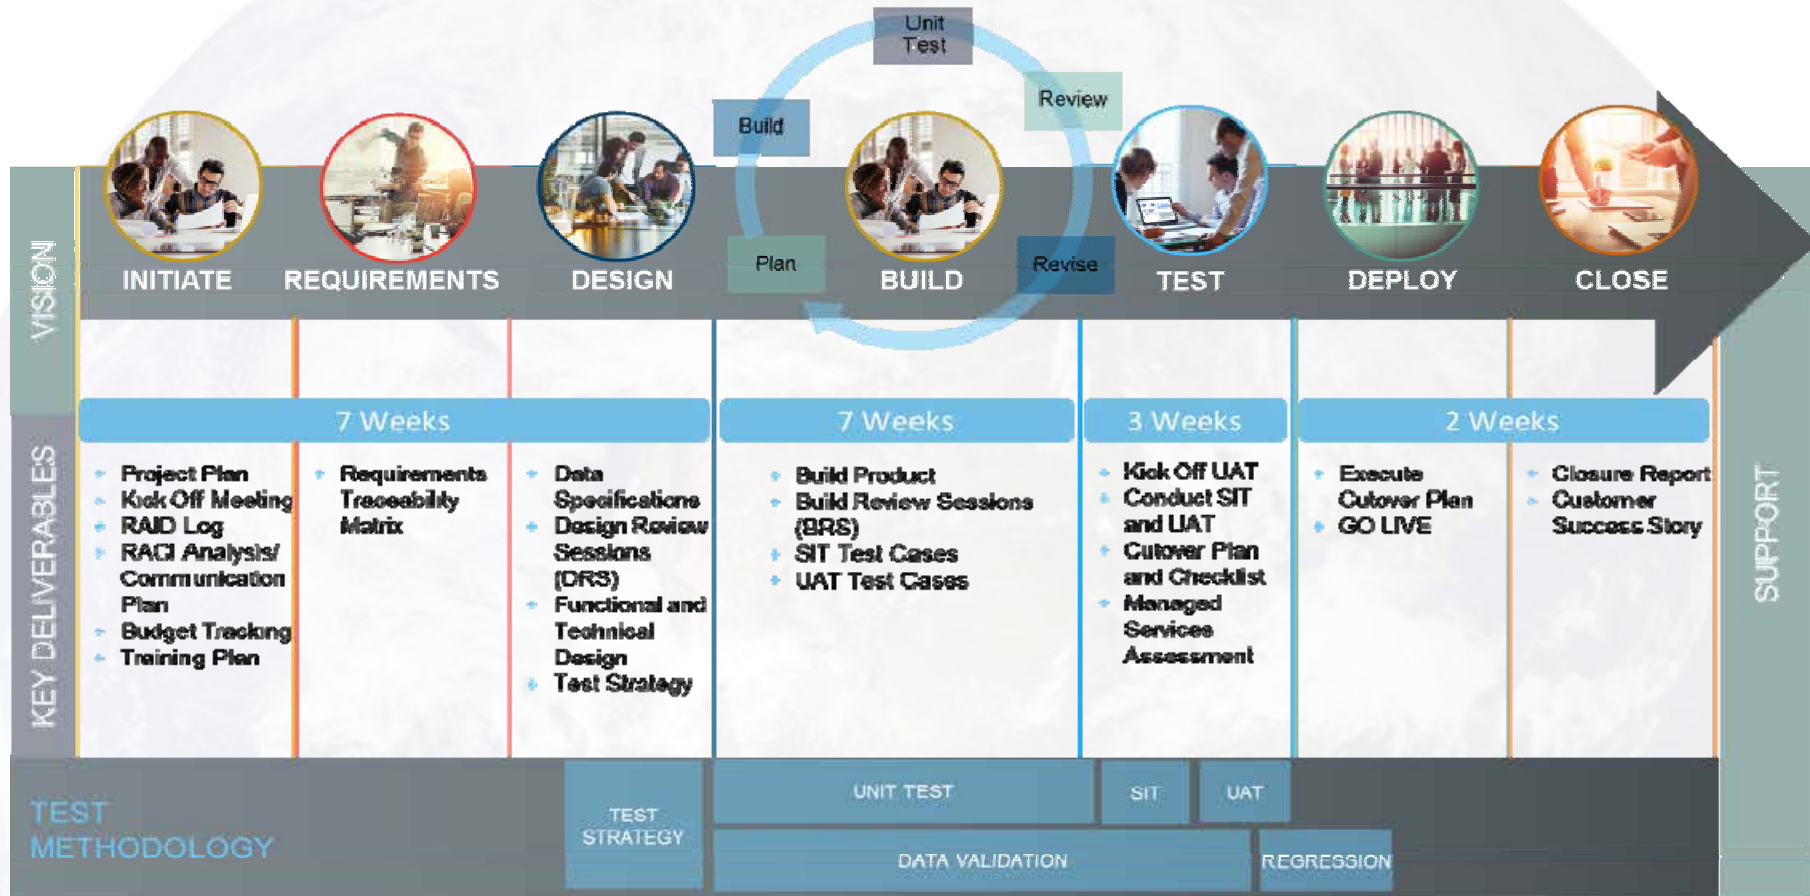 Unit
Test
Review
Build
Plan
Revise
INITIATE
REQUIREMENTS
DESIGN
BUILD
TEST
DEPLOY
CLOSE
VISION
7 Weeks
7 Weeks
3 Weeks
2 Weeks
KEY DELIVERABLES
Project Plan
Kick Off Meeting
RAID Log
RACI Analysis/
Communication
Plan
Budget Tracking
Training Plan
Requirements
Traceability
Matrix
Data
Specifications
Design Review
Sessions
(DRS)
Functional and
Technical
Design
Test Strategy
Build Product
Build Review Sessions
(BRS)
SIT Test Cases
UAT Test Cases
Kick Off UAT
Conduct SIT
and UAT
Cutover Plan
and Checklist
Managed
Services
Assessment
Execute
Cutover Plan
GO LIVE
Closure Report
Customer
Success Story
SUPPORT
TEST
METHODOLOGY
TEST
STRATEGY
UNIT TEST
SIT
UAT
DATA VALIDATION
REGRESSION